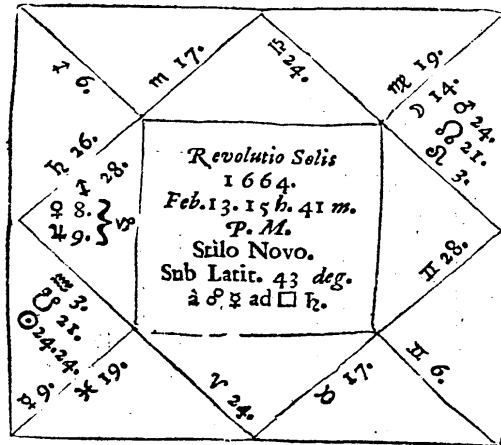 ♐ 6.
♏ 17.
♎ 24.
♍ 19.
☽ 14.
♂ 24.
☊ 21.
♌ 3.
♄ 26.
♐ 28.
♀ 8.
♃ 9. } ♑
Revolutio Solis
1664.
Feb. 13. 15 h. 41 m.
P. M.
Stilo Novo.
Sub Latit. 43 deg.
à ☍ ☿ ad □ ♄.
♊ 28.
♒ 3.
☋ 21.
☉ 24. 24.
9.
♓ 19.
♈ 24.
♉ 17.
♊ 6.